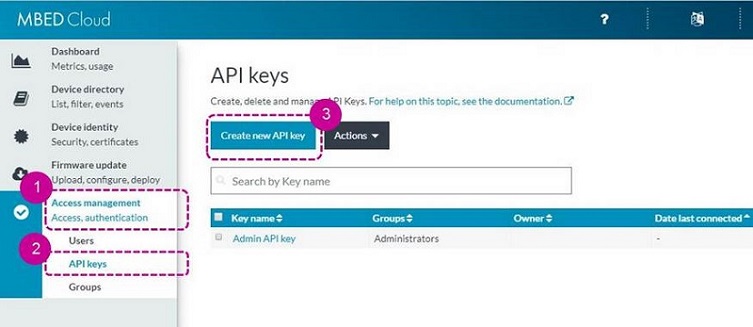 MBED Cloud
?
Dashboard
Metrics, usage
Device directory
List, filter, events
Device identity
Security, certificates
Firmware update
Upload, configure, deploy
1
Access management
Access, authentication
Users
2
API keys
Groups
API keys
Create, delete and manage API Keys. For help on this topic, see the documentation.
3
Create new API key
Actions
Search by Key name
Key name Groups Owner Date last connected
Admin API key Administrators -